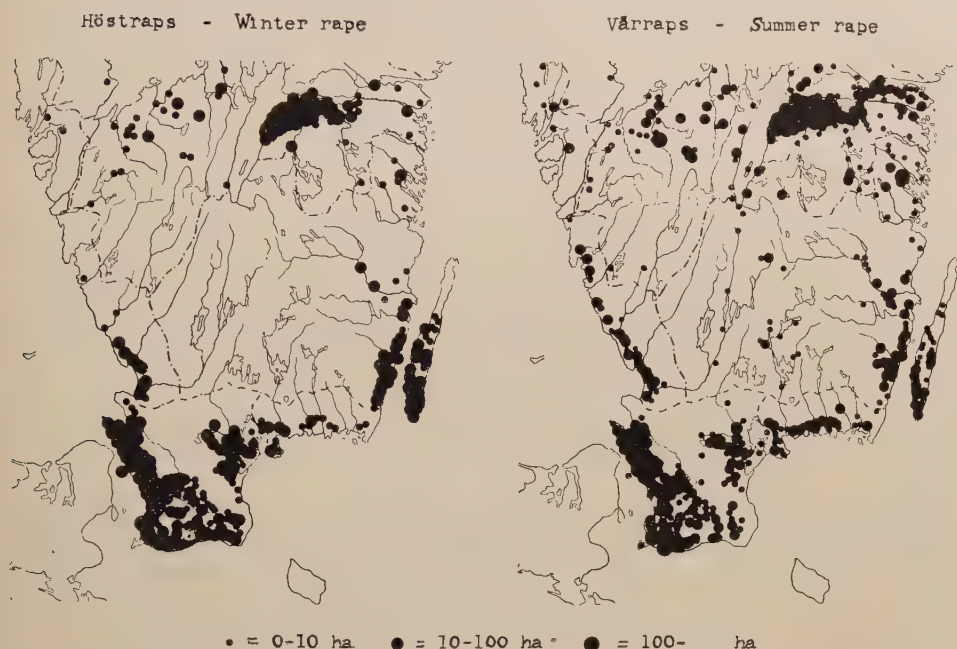 Höstraps - Winter rape
Vårraps - Summer rape
• = 0-10 ha ● = 10-100 ha ● = 100- ha